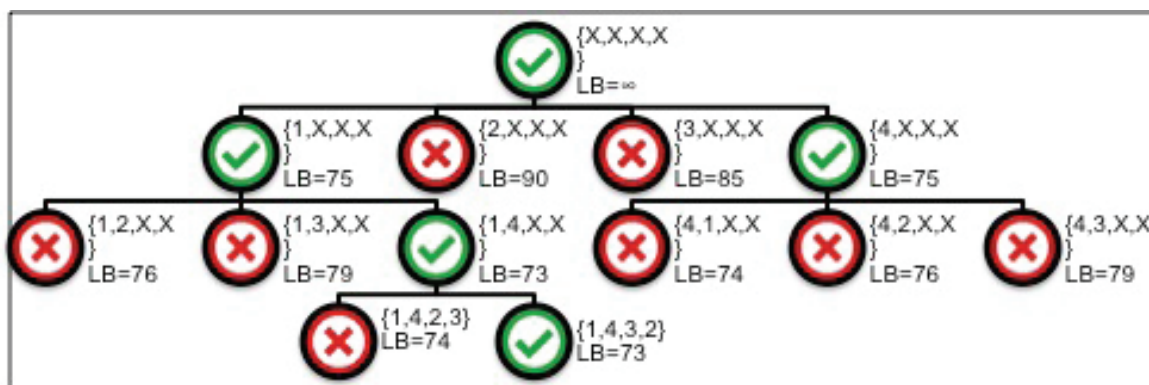 {X,X,X,X
}
LB=∞
{1,X,X,X
}
LB=75
{2,X,X,X
}
LB=90
{3,X,X,X
}
LB=85
{4,X,X,X
}
LB=75
{1,2,X,X
}
LB=76
{1,3,X,X
}
LB=79
{1,4,X,X
}
LB=73
{4,1,X,X
}
LB=74
{4,2,X,X
}
LB=76
{4,3,X,X
}
LB=79
{1,4,2,3}
LB=74
{1,4,3,2}
LB=73